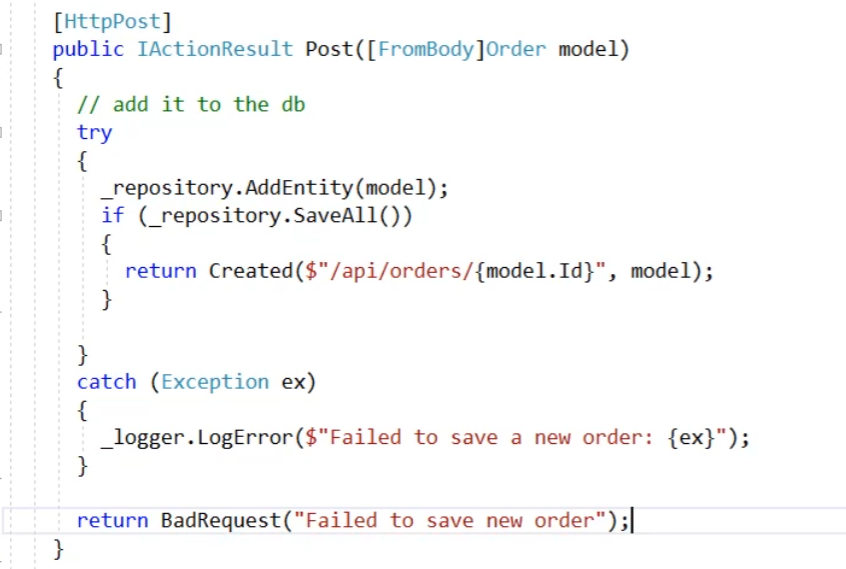 [HttpPost]
public IActionResult Post([FromBody]Order model)
{
// add it to the db
try
{
_repository.AddEntity(model);
if (_repository.SaveAll())
{
return Created($"/api/orders/{model.Id}", model);
}
}
catch (Exception ex)
{
_logger.LogError($"Failed to save a new order: {ex}");
}
return BadRequest("Failed to save new order");
}